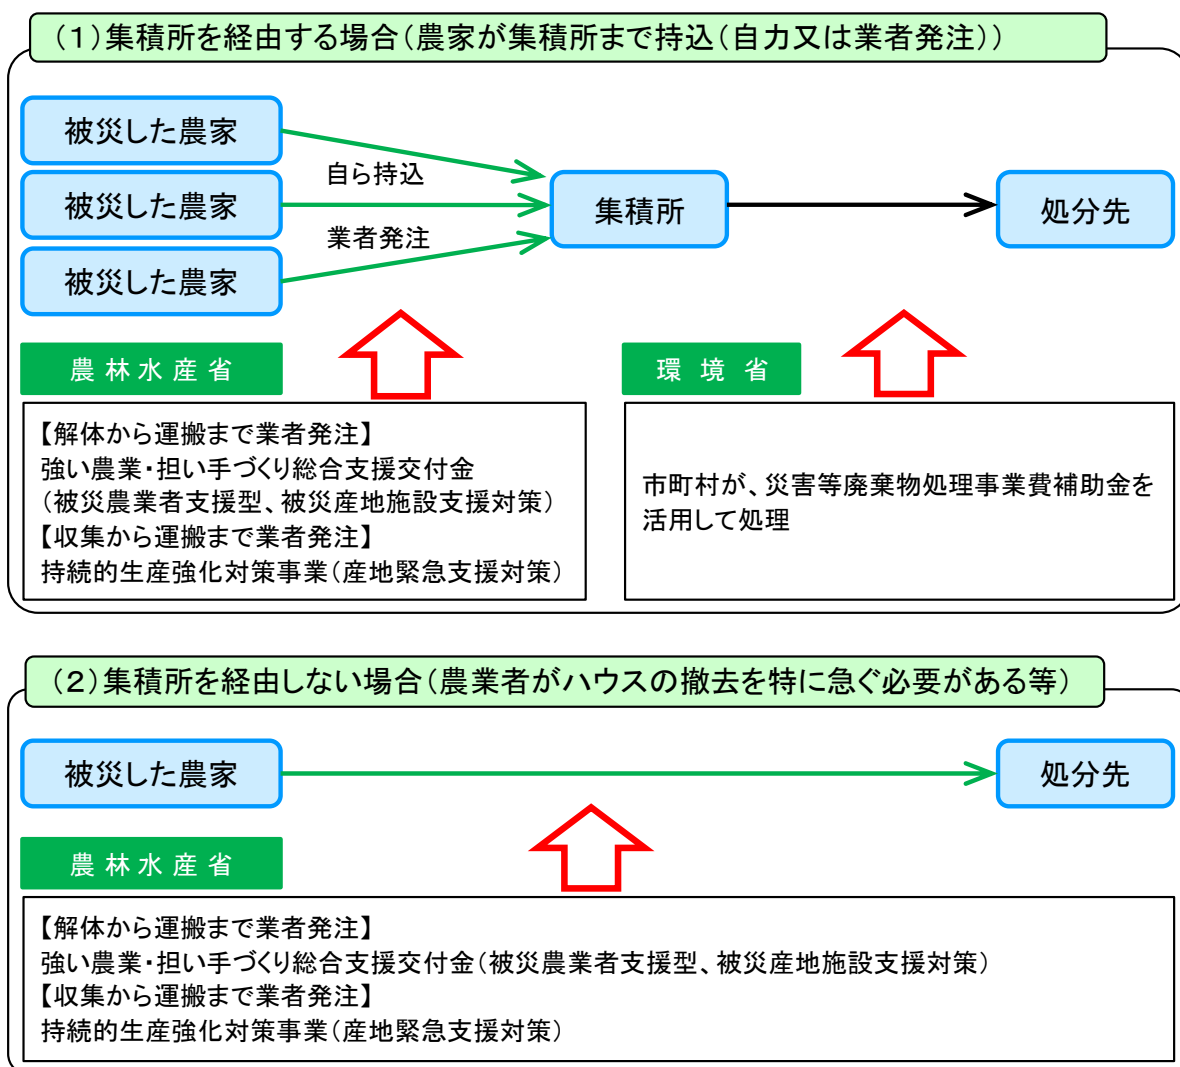 （１）集積所を経由する場合（農家が集積所まで持込（自力又は業者発注））
被災した農家
被災した農家
被災した農家
自ら持込
業者発注
集積所
処分先
農林水産省
【解体から運搬まで業者発注】
強い農業・担い手づくり総合支援交付金
（被災農業者支援型、被災産地施設支援対策）
【収集から運搬まで業者発注】
持続的生産強化対策事業（産地緊急支援対策）
環境省
市町村が、災害等廃棄物処理事業費補助金を
活用して処理
（２）集積所を経由しない場合（農業者がハウスの撤去を特に急ぐ必要がある等）
被災した農家
処分先
農林水産省
【解体から運搬まで業者発注】
強い農業・担い手づくり総合支援交付金（被災農業者支援型、被災産地施設支援対策）
【収集から運搬まで業者発注】
持続的生産強化対策事業（産地緊急支援対策）